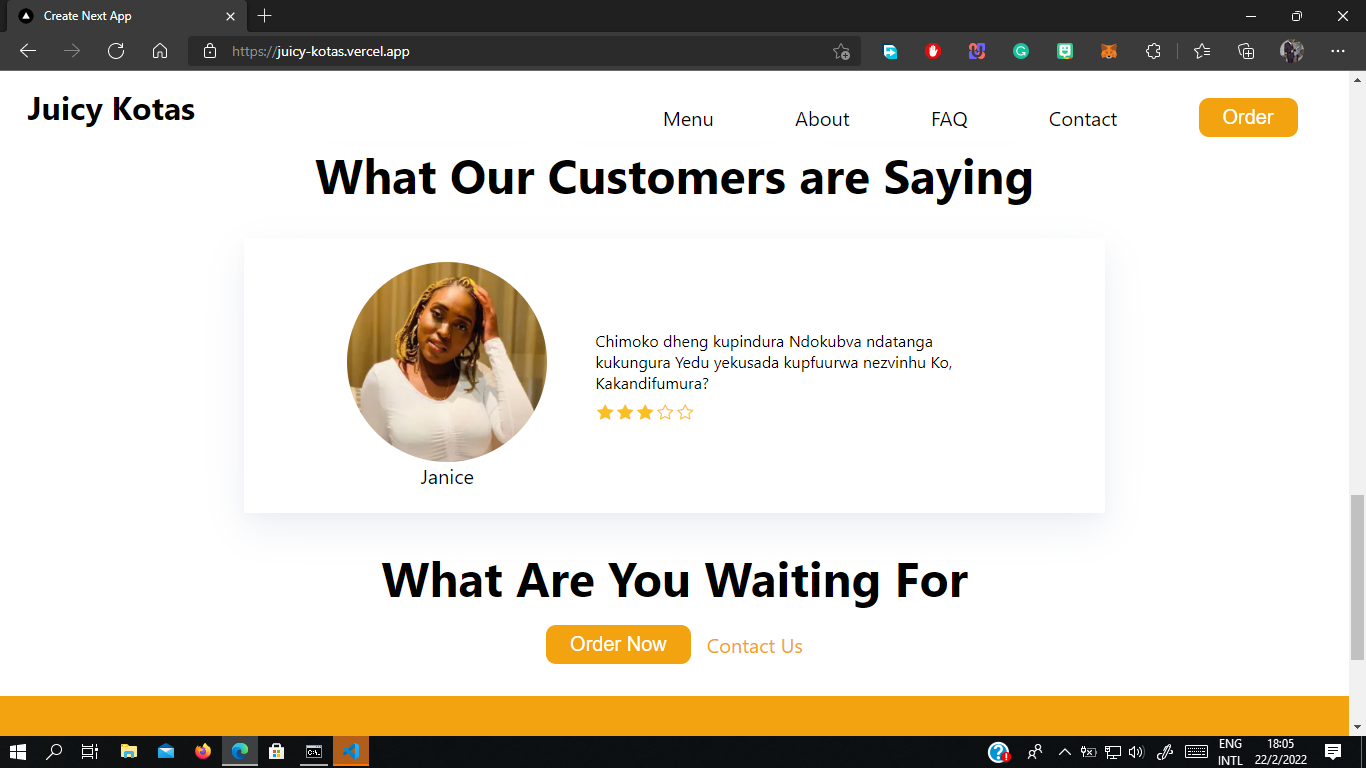 Create Next App
https://juicy-kotas.vercel.app
Juicy Kotas
Menu About FAQ Contact Order
What Our Customers are Saying
Chimoko dheng kupindura Ndokubva ndatanga
kukungura Yedu yekusada kupfuurwa nezvinhu Ko,
Kakandifumura?
Janice
What Are You Waiting For
Order Now Contact Us
ENG 18:05
INTL 22/2/2022